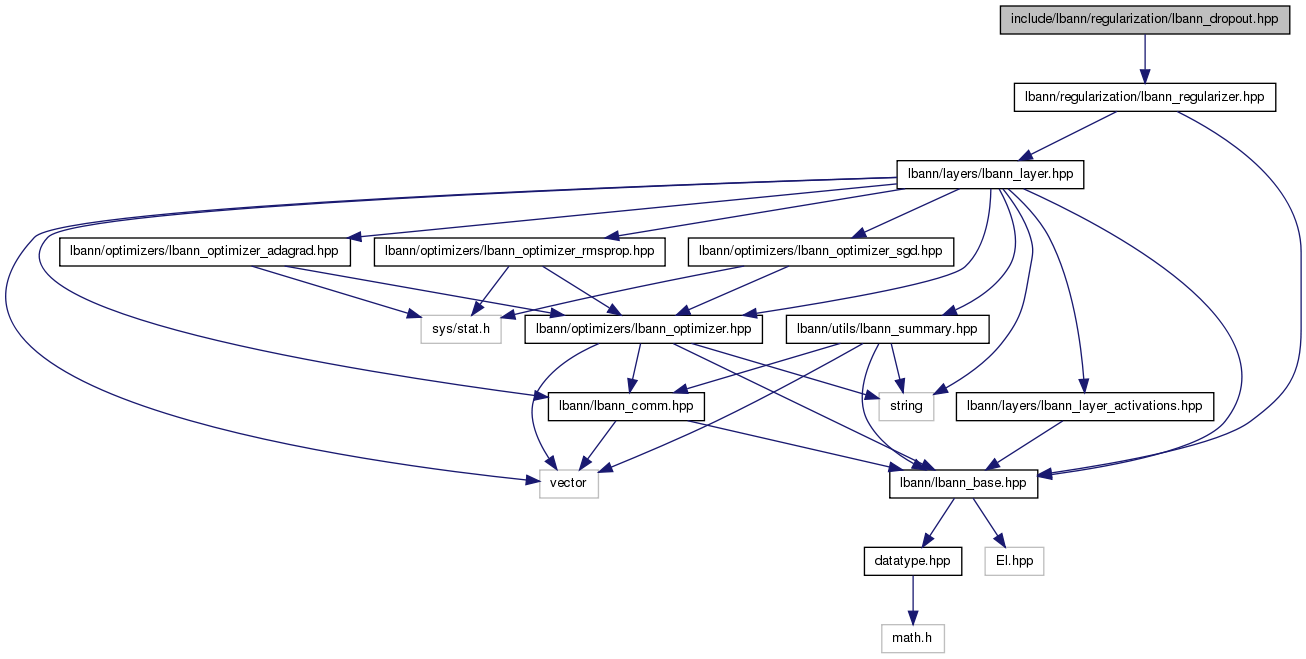 include/lbann/regularization/lbann_dropout.hpp
lbann/regularization/lbann_regularizer.hpp
lbann/layers/lbann_layer.hpp
lbann/optimizers/lbann_optimizer_adagrad.hpp
lbann/optimizers/lbann_optimizer_rmsprop.hpp
lbann/optimizers/lbann_optimizer_sgd.hpp
sys/stat.h
lbann/optimizers/lbann_optimizer.hpp
lbann/utils/lbann_summary.hpp
lbann/lbann_comm.hpp
string
lbann/layers/lbann_layer_activations.hpp
vector
lbann/lbann_base.hpp
datatype.hpp
El.hpp
math.h